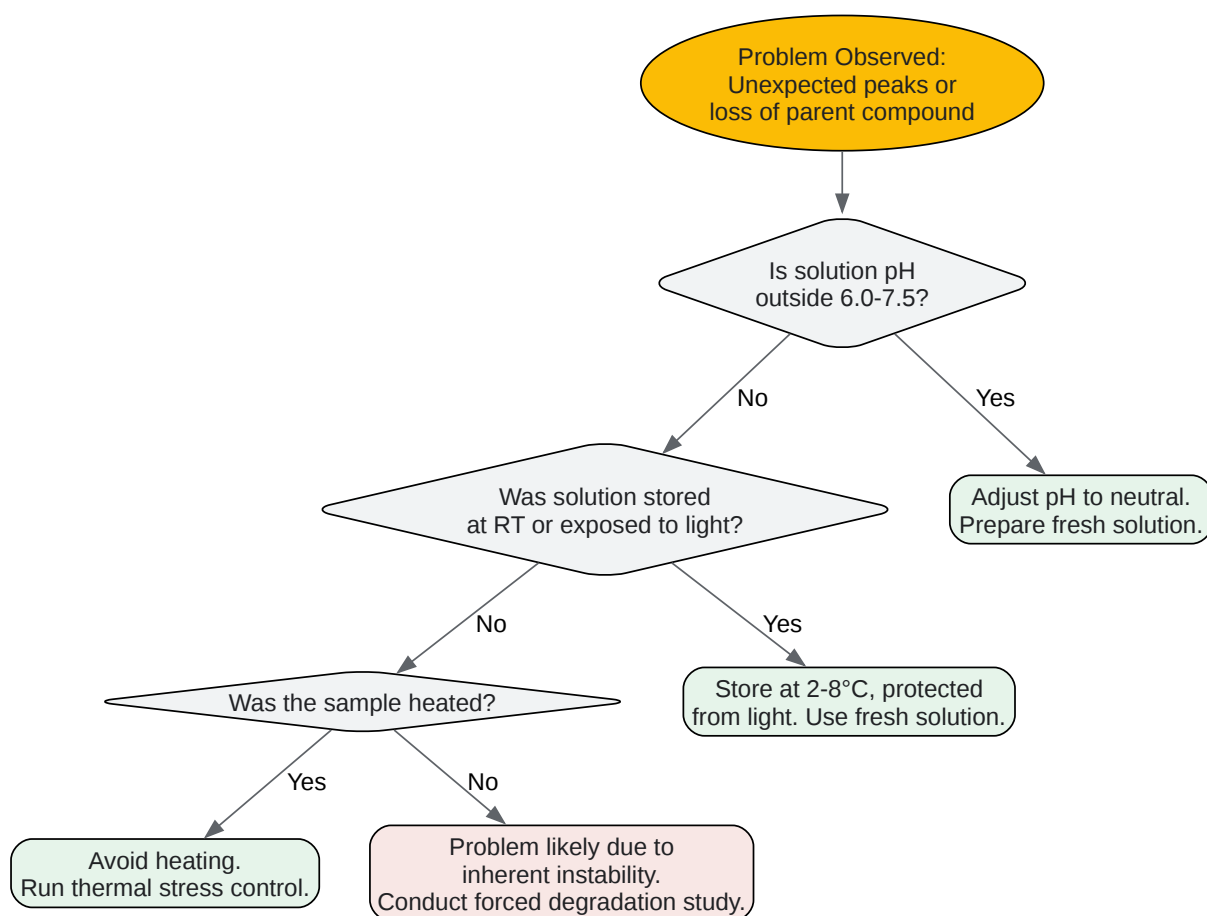 Problem Observed:
Unexpected peaks or
loss of parent compound
Is solution pH
outside 6.0-7.5?
No
Yes
Was solution stored
at RT or exposed to light?
Adjust pH to neutral.
Prepare fresh solution.
No
Yes
Was the sample heated?
Store at 2-8°C, protected
from light. Use fresh solution.
Yes
No
Avoid heating.
Run thermal stress control.
Problem likely due to
inherent instability.
Conduct forced degradation study.